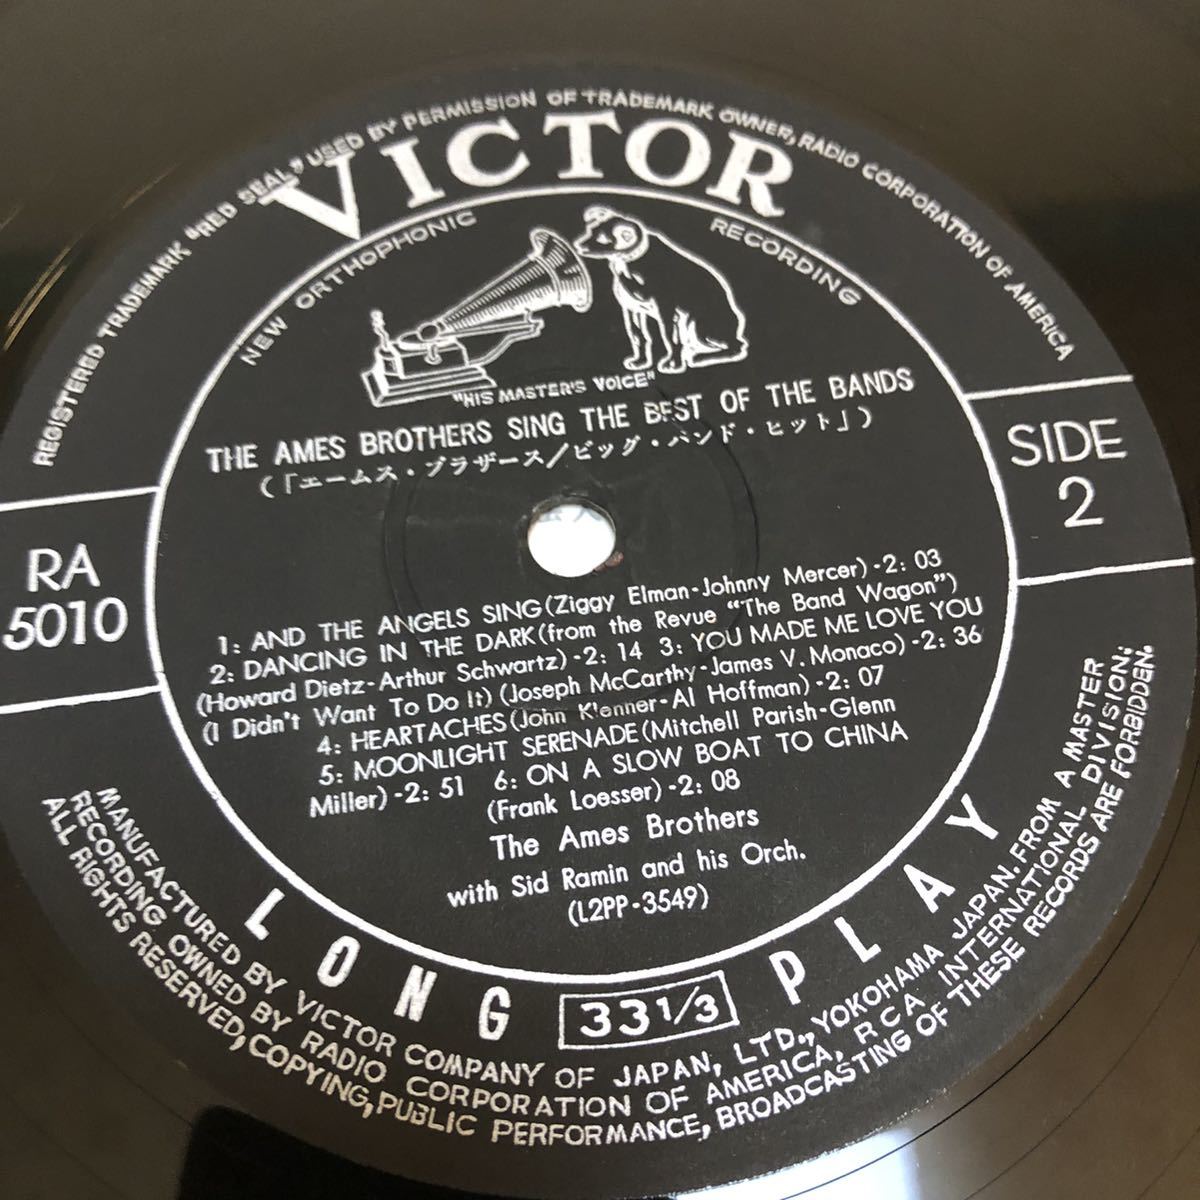 REGISTERED TRADEMARK "RED SEAL" USED BY PERMISSION OF TRADEMARK OWNER, RADIO CORPORATION OF AMERICA
VICTOR
NEW ORTHOPHONIC RECORDING
"HIS MASTER'S VOICE"
THE AMES BROTHERS SING THE BEST OF THE BANDS
(「エームス・ブラザース/ビッグ・バンド・ヒット」)
SIDE
2
RA
5010
1: AND THE ANGELS SING (Ziggy Elman-Johnny Mercer)-2: 03
2: DANCING IN THE DARK (from the Revue "The Band Wagon")
(Howard Dietz-Arthur Schwartz)-2: 14 3: YOU MADE ME LOVE YOU
(I Didn't Want To Do It) (Joseph McCarthy-James V. Monaco)-2: 36
4: HEARTACHES (John Klenner-Al Hoffman)-2: 07
5: MOONLIGHT SERENADE (Mitchell Parish-Glenn
Miller)-2: 51 6: ON A SLOW BOAT TO CHINA
(Frank Loesser)-2: 08
The Ames Brothers
with Sid Ramin and his Orch.
(L2PP-3549)
LONG 33 1/3 PLAY
MANUFACTURED BY VICTOR COMPANY OF JAPAN, LTD., YOKOHAMA JAPAN. FROM A MASTER
RECORDING OWNED BY RADIO CORPORATION OF AMERICA, RCA INTERNATIONAL DIVISION;
ALL RIGHTS RESERVED, COPYING, PUBLIC PERFORMANCE, BROADCASTING OF THESE RECORDS ARE FORBIDDEN.